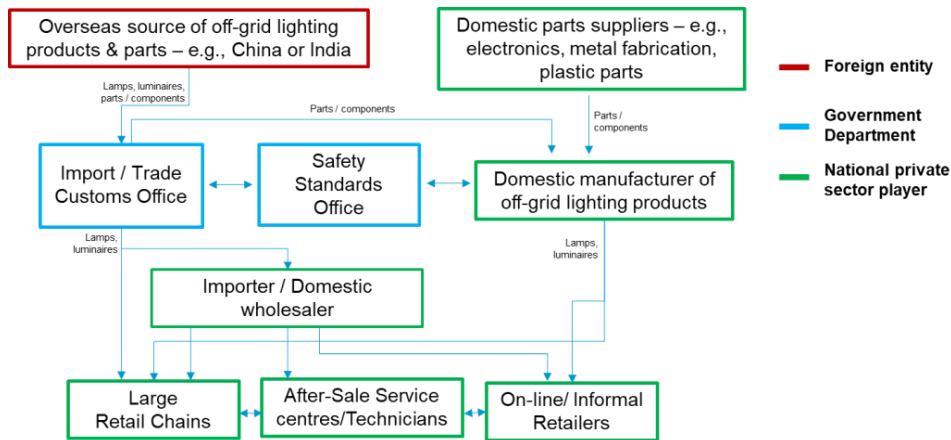 Overseas source of off-grid lighting
products & parts – e.g., China or India
Domestic parts suppliers – e.g.,
electronics, metal fabrication,
plastic parts
Foreign entity
Government
Department
National private
sector player
Lamps, luminaires,
parts / components
Parts / components
Parts /
components
Import / Trade
Customs Office
Safety
Standards
Office
Domestic manufacturer of
off-grid lighting products
Lamps,
luminaires
Lamps,
luminaires
Importer / Domestic
wholesaler
Large
Retail Chains
After-Sale Service
centres/Technicians
On-line/ Informal
Retailers